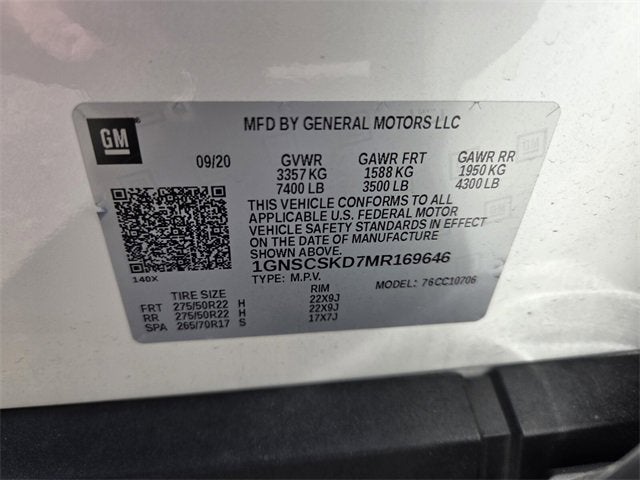 GM
MFD BY GENERAL MOTORS LLC
09/20 GVWR GAWR FRT GAWR RR
3357 KG 1588 KG 1950 KG
7400 LB 3500 LB 4300 LB
THIS VEHICLE CONFORMS TO ALL
APPLICABLE U.S. FEDERAL MOTOR
VEHICLE SAFETY STANDARDS IN EFFECT
ON THE DATE OF MANUFACTURE
SHOWN ABOVE.
1GNSCSKD7MR169646
140X
TYPE: M.P.V. MODEL: 76CC10706
TIRE SIZE RIM
FRT 275/50R22 H 22X9J
RR 275/50R22 H 22X9J
SPA 265/70R17 S 17X7J